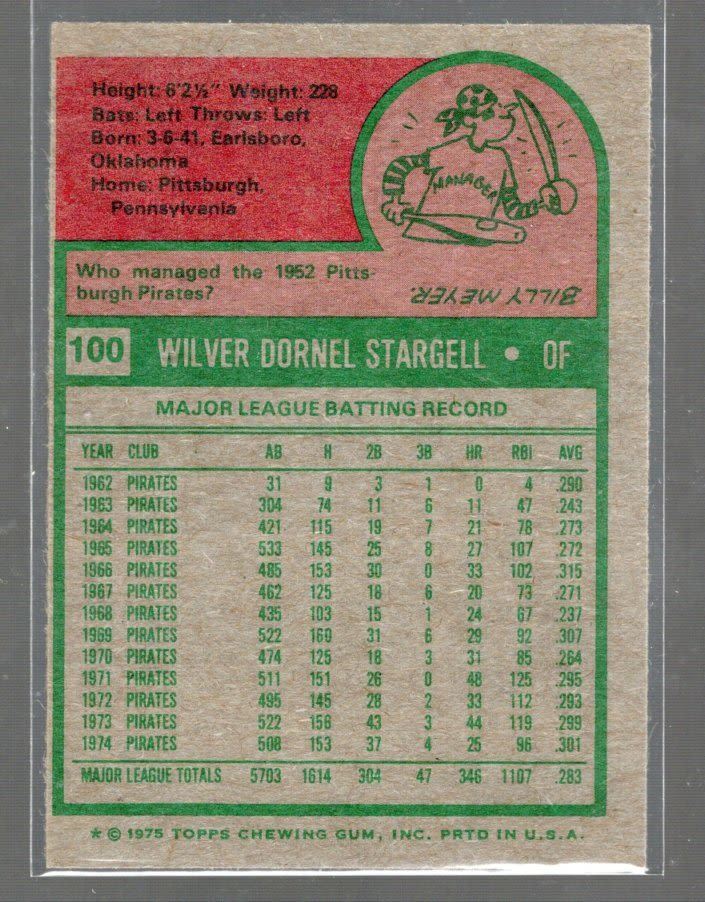 Height: 6'2½" Weight: 228
Bats: Left Throws: Left
Born: 3-6-41, Earlsboro,
Oklahoma
Home: Pittsburgh,
Pennsylvania
MANAGER
Who managed the 1952 Pitts-
burgh Pirates?
BILLY MEYER.
100 WILVER DORNEL STARGELL • OF
MAJOR LEAGUE BATTING RECORD
YEAR CLUB AB H 2B 3B HR RBI AVG
1962 PIRATES 31 9 3 1 0 4 .290
1963 PIRATES 304 74 11 6 11 47 .243
1964 PIRATES 421 115 19 7 21 78 .273
1965 PIRATES 533 145 25 8 27 107 .272
1966 PIRATES 485 153 30 0 33 102 .315
1967 PIRATES 462 125 18 6 20 73 .271
1968 PIRATES 435 103 15 1 24 67 .237
1969 PIRATES 522 160 31 6 29 92 .307
1970 PIRATES 474 125 18 3 31 85 .264
1971 PIRATES 511 151 26 0 48 125 .295
1972 PIRATES 495 145 28 2 33 112 .293
1973 PIRATES 522 156 43 3 44 119 .299
1974 PIRATES 508 153 37 4 25 96 .301
MAJOR LEAGUE TOTALS 5703 1614 304 47 346 1107 .283
* © 1975 TOPPS CHEWING GUM, INC. PRTD IN U.S.A.